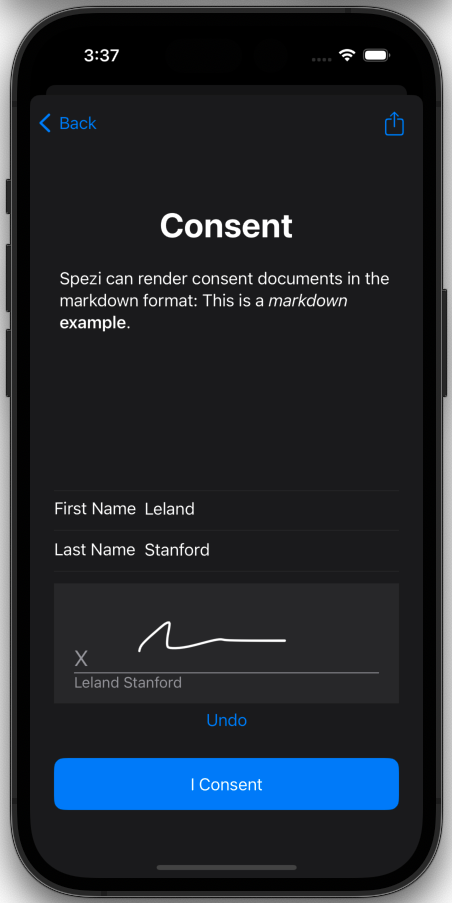 3:37
Back
Consent
Spezi can render consent documents in the
markdown format: This is a markdown
example.
First Name Leland
Last Name Stanford
X
Leland Stanford
Undo
I Consent